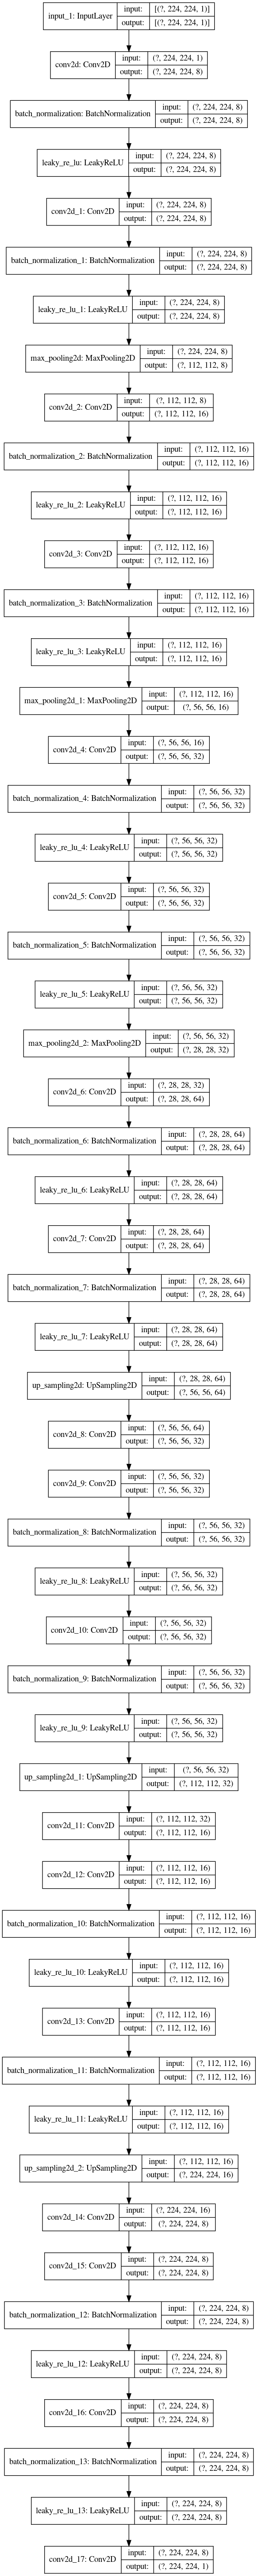 input_1: InputLayer input: [(?, 224, 224, 1)]
output: [(?, 224, 224, 1)]
conv2d: Conv2D input: (?, 224, 224, 1)
output: (?, 224, 224, 8)
batch_normalization: BatchNormalization input: (?, 224, 224, 8)
output: (?, 224, 224, 8)
leaky_re_lu: LeakyReLU input: (?, 224, 224, 8)
output: (?, 224, 224, 8)
conv2d_1: Conv2D input: (?, 224, 224, 8)
output: (?, 224, 224, 8)
batch_normalization_1: BatchNormalization input: (?, 224, 224, 8)
output: (?, 224, 224, 8)
leaky_re_lu_1: LeakyReLU input: (?, 224, 224, 8)
output: (?, 224, 224, 8)
max_pooling2d: MaxPooling2D input: (?, 224, 224, 8)
output: (?, 112, 112, 8)
conv2d_2: Conv2D input: (?, 112, 112, 8)
output: (?, 112, 112, 16)
batch_normalization_2: BatchNormalization input: (?, 112, 112, 16)
output: (?, 112, 112, 16)
leaky_re_lu_2: LeakyReLU input: (?, 112, 112, 16)
output: (?, 112, 112, 16)
conv2d_3: Conv2D input: (?, 112, 112, 16)
output: (?, 112, 112, 16)
batch_normalization_3: BatchNormalization input: (?, 112, 112, 16)
output: (?, 112, 112, 16)
leaky_re_lu_3: LeakyReLU input: (?, 112, 112, 16)
output: (?, 112, 112, 16)
max_pooling2d_1: MaxPooling2D input: (?, 112, 112, 16)
output: (?, 56, 56, 16)
conv2d_4: Conv2D input: (?, 56, 56, 16)
output: (?, 56, 56, 32)
batch_normalization_4: BatchNormalization input: (?, 56, 56, 32)
output: (?, 56, 56, 32)
leaky_re_lu_4: LeakyReLU input: (?, 56, 56, 32)
output: (?, 56, 56, 32)
conv2d_5: Conv2D input: (?, 56, 56, 32)
output: (?, 56, 56, 32)
batch_normalization_5: BatchNormalization input: (?, 56, 56, 32)
output: (?, 56, 56, 32)
leaky_re_lu_5: LeakyReLU input: (?, 56, 56, 32)
output: (?, 56, 56, 32)
max_pooling2d_2: MaxPooling2D input: (?, 56, 56, 32)
output: (?, 28, 28, 32)
conv2d_6: Conv2D input: (?, 28, 28, 32)
output: (?, 28, 28, 64)
batch_normalization_6: BatchNormalization input: (?, 28, 28, 64)
output: (?, 28, 28, 64)
leaky_re_lu_6: LeakyReLU input: (?, 28, 28, 64)
output: (?, 28, 28, 64)
conv2d_7: Conv2D input: (?, 28, 28, 64)
output: (?, 28, 28, 64)
batch_normalization_7: BatchNormalization input: (?, 28, 28, 64)
output: (?, 28, 28, 64)
leaky_re_lu_7: LeakyReLU input: (?, 28, 28, 64)
output: (?, 28, 28, 64)
up_sampling2d: UpSampling2D input: (?, 28, 28, 64)
output: (?, 56, 56, 64)
conv2d_8: Conv2D input: (?, 56, 56, 64)
output: (?, 56, 56, 32)
conv2d_9: Conv2D input: (?, 56, 56, 32)
output: (?, 56, 56, 32)
batch_normalization_8: BatchNormalization input: (?, 56, 56, 32)
output: (?, 56, 56, 32)
leaky_re_lu_8: LeakyReLU input: (?, 56, 56, 32)
output: (?, 56, 56, 32)
conv2d_10: Conv2D input: (?, 56, 56, 32)
output: (?, 56, 56, 32)
batch_normalization_9: BatchNormalization input: (?, 56, 56, 32)
output: (?, 56, 56, 32)
leaky_re_lu_9: LeakyReLU input: (?, 56, 56, 32)
output: (?, 56, 56, 32)
up_sampling2d_1: UpSampling2D input: (?, 56, 56, 32)
output: (?, 112, 112, 32)
conv2d_11: Conv2D input: (?, 112, 112, 32)
output: (?, 112, 112, 16)
conv2d_12: Conv2D input: (?, 112, 112, 16)
output: (?, 112, 112, 16)
batch_normalization_10: BatchNormalization input: (?, 112, 112, 16)
output: (?, 112, 112, 16)
leaky_re_lu_10: LeakyReLU input: (?, 112, 112, 16)
output: (?, 112, 112, 16)
conv2d_13: Conv2D input: (?, 112, 112, 16)
output: (?, 112, 112, 16)
batch_normalization_11: BatchNormalization input: (?, 112, 112, 16)
output: (?, 112, 112, 16)
leaky_re_lu_11: LeakyReLU input: (?, 112, 112, 16)
output: (?, 112, 112, 16)
up_sampling2d_2: UpSampling2D input: (?, 112, 112, 16)
output: (?, 224, 224, 16)
conv2d_14: Conv2D input: (?, 224, 224, 16)
output: (?, 224, 224, 8)
conv2d_15: Conv2D input: (?, 224, 224, 8)
output: (?, 224, 224, 8)
batch_normalization_12: BatchNormalization input: (?, 224, 224, 8)
output: (?, 224, 224, 8)
leaky_re_lu_12: LeakyReLU input: (?, 224, 224, 8)
output: (?, 224, 224, 8)
conv2d_16: Conv2D input: (?, 224, 224, 8)
output: (?, 224, 224, 8)
batch_normalization_13: BatchNormalization input: (?, 224, 224, 8)
output: (?, 224, 224, 8)
leaky_re_lu_13: LeakyReLU input: (?, 224, 224, 8)
output: (?, 224, 224, 8)
conv2d_17: Conv2D input: (?, 224, 224, 8)
output: (?, 224, 224, 1)